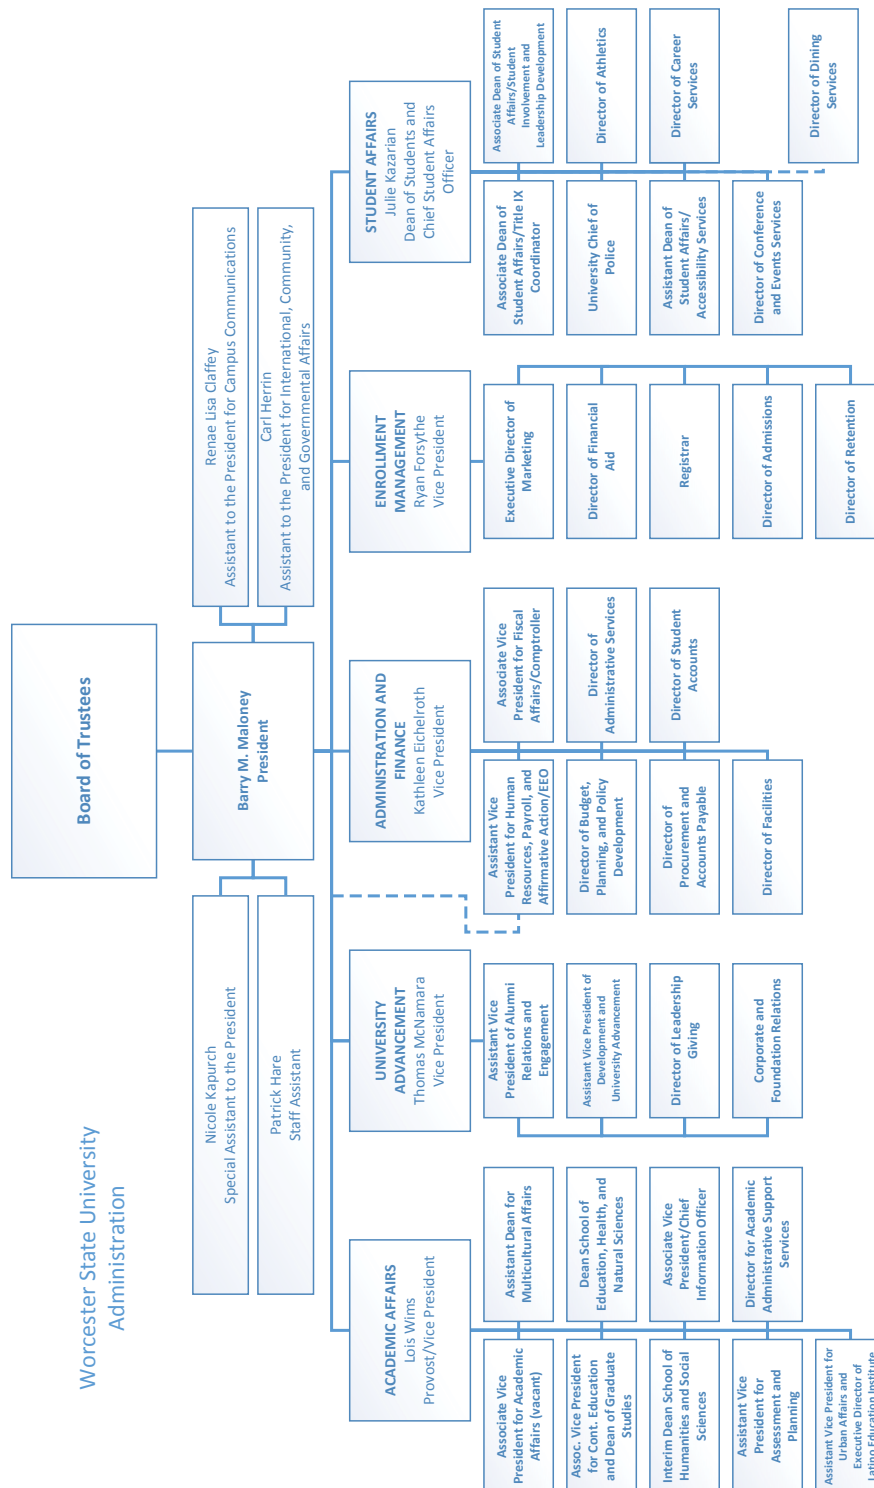 Worcester State University
Administration
Board of Trustees
Barry M. Maloney
President
Nicole Kapurch
Special Assistant to the President
Patrick Hare
Staff Assistant
Renae Lisa Claffey
Assistant to the President for Campus Communications
Carl Herrin
Assistant to the President for International, Community,
and Governmental Affairs
ACADEMIC AFFAIRS
Lois Wims
Provost/Vice President
Associate Vice
President for Academic
Affairs (vacant)
Assistant Dean for
Multicultural Affairs
Assoc. Vice President
for Cont. Education
and Dean of Graduate
Studies
Dean School of
Education, Health, and
Natural Sciences
Interim Dean School of
Humanities and Social
Sciences
Associate Vice
President/Chief
Information Officer
Assistant Vice
President for
Assessment and
Planning
Director for Academic
Administrative Support
Services
Assistant Vice President for
Urban Affairs and
Executive Director of
Latino Education Institute
UNIVERSITY
ADVANCEMENT
Thomas McNamara
Vice President
Assistant Vice
President of Alumni
Relations and
Engagement
Assistant Vice President of
Development and
University Advancement
Director of Leadership
Giving
Corporate and
Foundation Relations
ADMINISTRATION AND
FINANCE
Kathleen Eichelroth
Vice President
Assistant Vice
President for Human
Resources, Payroll, and
Affirmative Action/EEO
Associate Vice
President for Fiscal
Affairs/Comptroller
Director of Budget,
Planning, and Policy
Development
Director of
Administrative Services
Director of
Procurement and
Accounts Payable
Director of Student
Accounts
Director of Facilities
ENROLLMENT
MANAGEMENT
Ryan Forsythe
Vice President
Executive Director of
Marketing
Director of Financial
Aid
Registrar
Director of Admissions
Director of Retention
STUDENT AFFAIRS
Julie Kazarian
Dean of Students and
Chief Student Affairs
Officer
Associate Dean of
Student Affairs/Title IX
Coordinator
Associate Dean of Student
Affairs/Student
Involvement and
Leadership Development
University Chief of
Police
Director of Athletics
Assistant Dean of
Student Affairs/
Accessibility Services
Director of Career
Services
Director of Conference
and Events Services
Director of Dining
Services